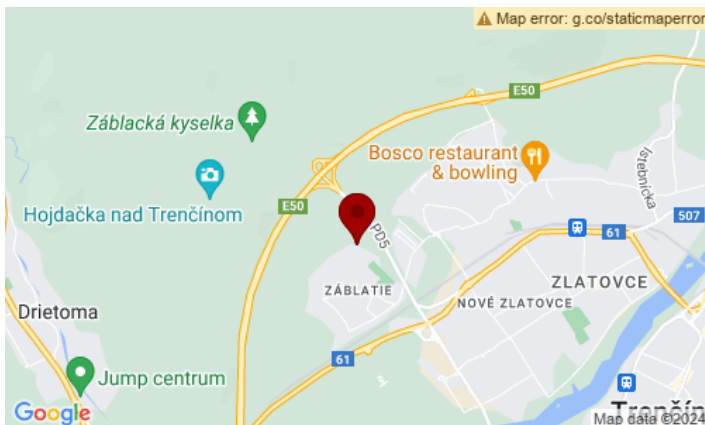 Map error: g.co/staticmaperror
E50
Záblacká kyselka
Bosco restaurant
& bowling
Hojdačka nad Trenčínom
E50
PD5
61
507
ZÁBLATIE
ZLATOVCE
NOVÉ ZLATOVCE
Drietoma
61
Jump centrum
Google
Map data ©2024